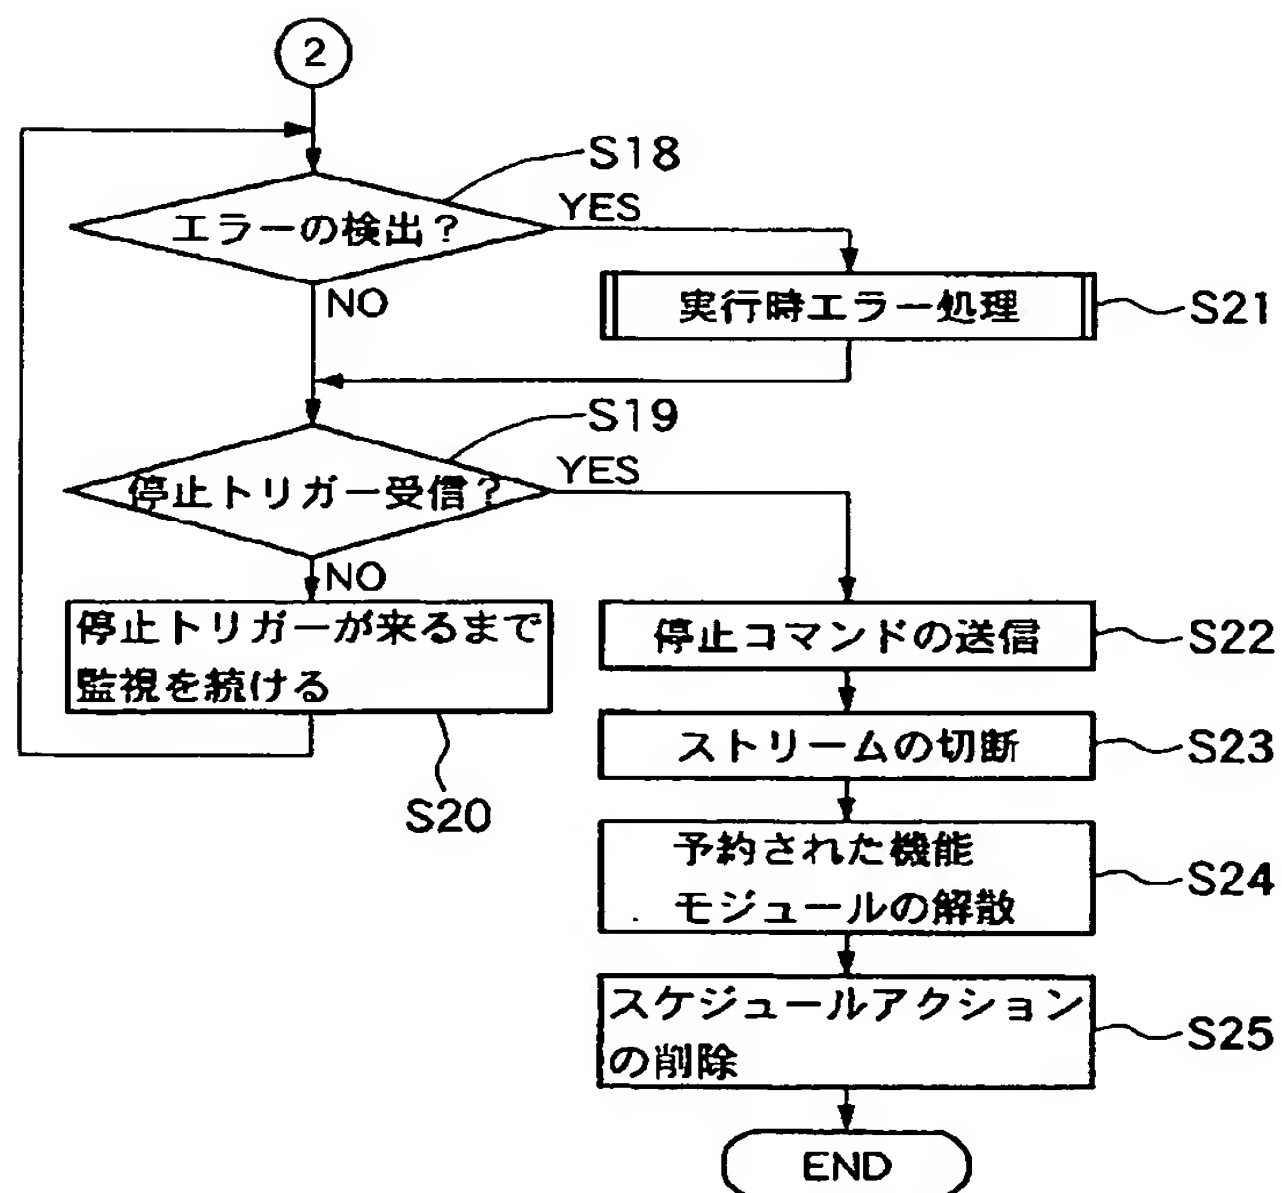 2
S18
エラーの検出？
YES
NO
実行時エラー処理
S21
S19
停止トリガー受信？
YES
NO
停止トリガーが来るまで
監視を続ける
S20
停止コマンドの送信
S22
ストリームの切断
S23
予約された機能
モジュールの解散
S24
スケジュールアクション
の削除
S25
END